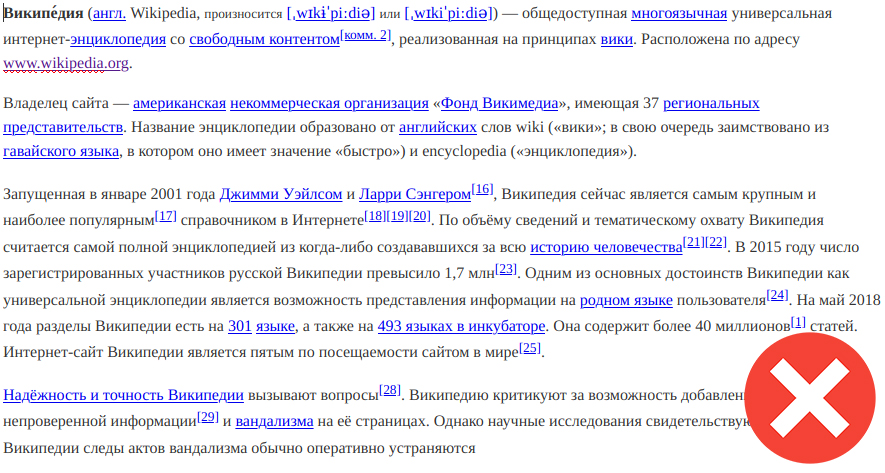 Википе́дия (англ. Wikipedia, произносится [ˌwɪkiˈpiːdiə] или [ˌwɪkɪˈpiːdiə]) — общедоступная многоязычная универсальная
интернет-энциклопедия со свободным контентом[комм. 2], реализованная на принципах вики. Расположена по адресу
www.wikipedia.org.
Владелец сайта — американская некоммерческая организация «Фонд Викимедиа», имеющая 37 региональных
представительств. Название энциклопедии образовано от английских слов wiki («вики»; в свою очередь заимствовано из
гавайского языка, в котором оно имеет значение «быстро») и encyclopedia («энциклопедия»).
Запущенная в январе 2001 года Джимми Уэйлсом и Ларри Сэнгером[16], Википедия сейчас является самым крупным и
наиболее популярным[17] справочником в Интернете[18][19][20]. По объёму сведений и тематическому охвату Википедия
считается самой полной энциклопедией из когда-либо создававшихся за всю историю человечества[21][22]. В 2015 году число
зарегистрированных участников русской Википедии превысило 1,7 млн[23]. Одним из основных достоинств Википедии как
универсальной энциклопедии является возможность представления информации на родном языке пользователя[24]. На май 2018
года разделы Википедии есть на 301 языке, а также на 493 языках в инкубаторе. Она содержит более 40 миллионов[1] статей.
Интернет-сайт Википедии является пятым по посещаемости сайтом в мире[25].
Надёжность и точность Википедии вызывают вопросы[28]. Википедию критикуют за возможность
непроверенной информации[29] и вандализма на её страницах. Однако научные исследования
Википедии следы актов вандализма обычно оперативно устраняются